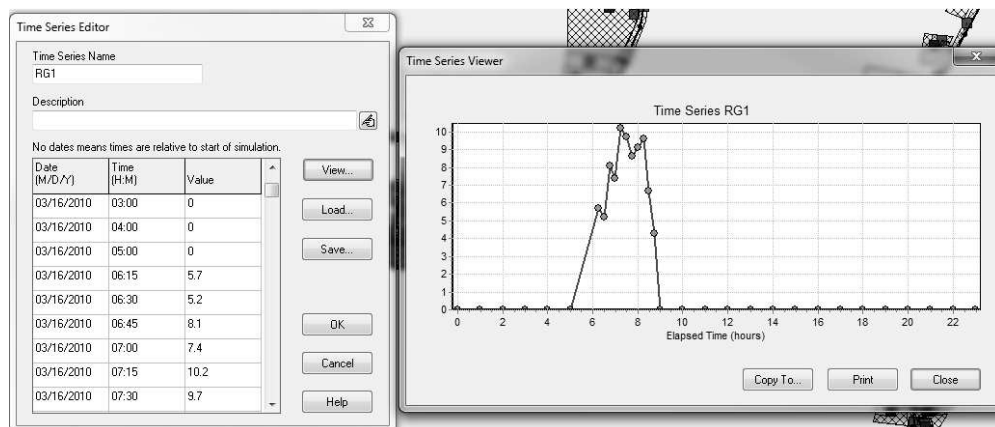 Time Series Editor
Time Series Name
RG1
Description
No dates means times are relative to start of simulation.
Date (M/D/Y) Time (H:M) Value
03/16/2010 03:00 0
03/16/2010 04:00 0
03/16/2010 05:00 0
03/16/2010 06:15 5.7
03/16/2010 06:30 5.2
03/16/2010 06:45 8.1
03/16/2010 07:00 7.4
03/16/2010 07:15 10.2
03/16/2010 07:30 9.7
View...
Load...
Save...
OK
Cancel
Help
Time Series Viewer
Time Series RG1
10
9
8
7
6
5
4
3
2
1
0
0 2 4 6 8 10 12 14 16 18 20 22
Elapsed Time (hours)
Copy To... Print Close